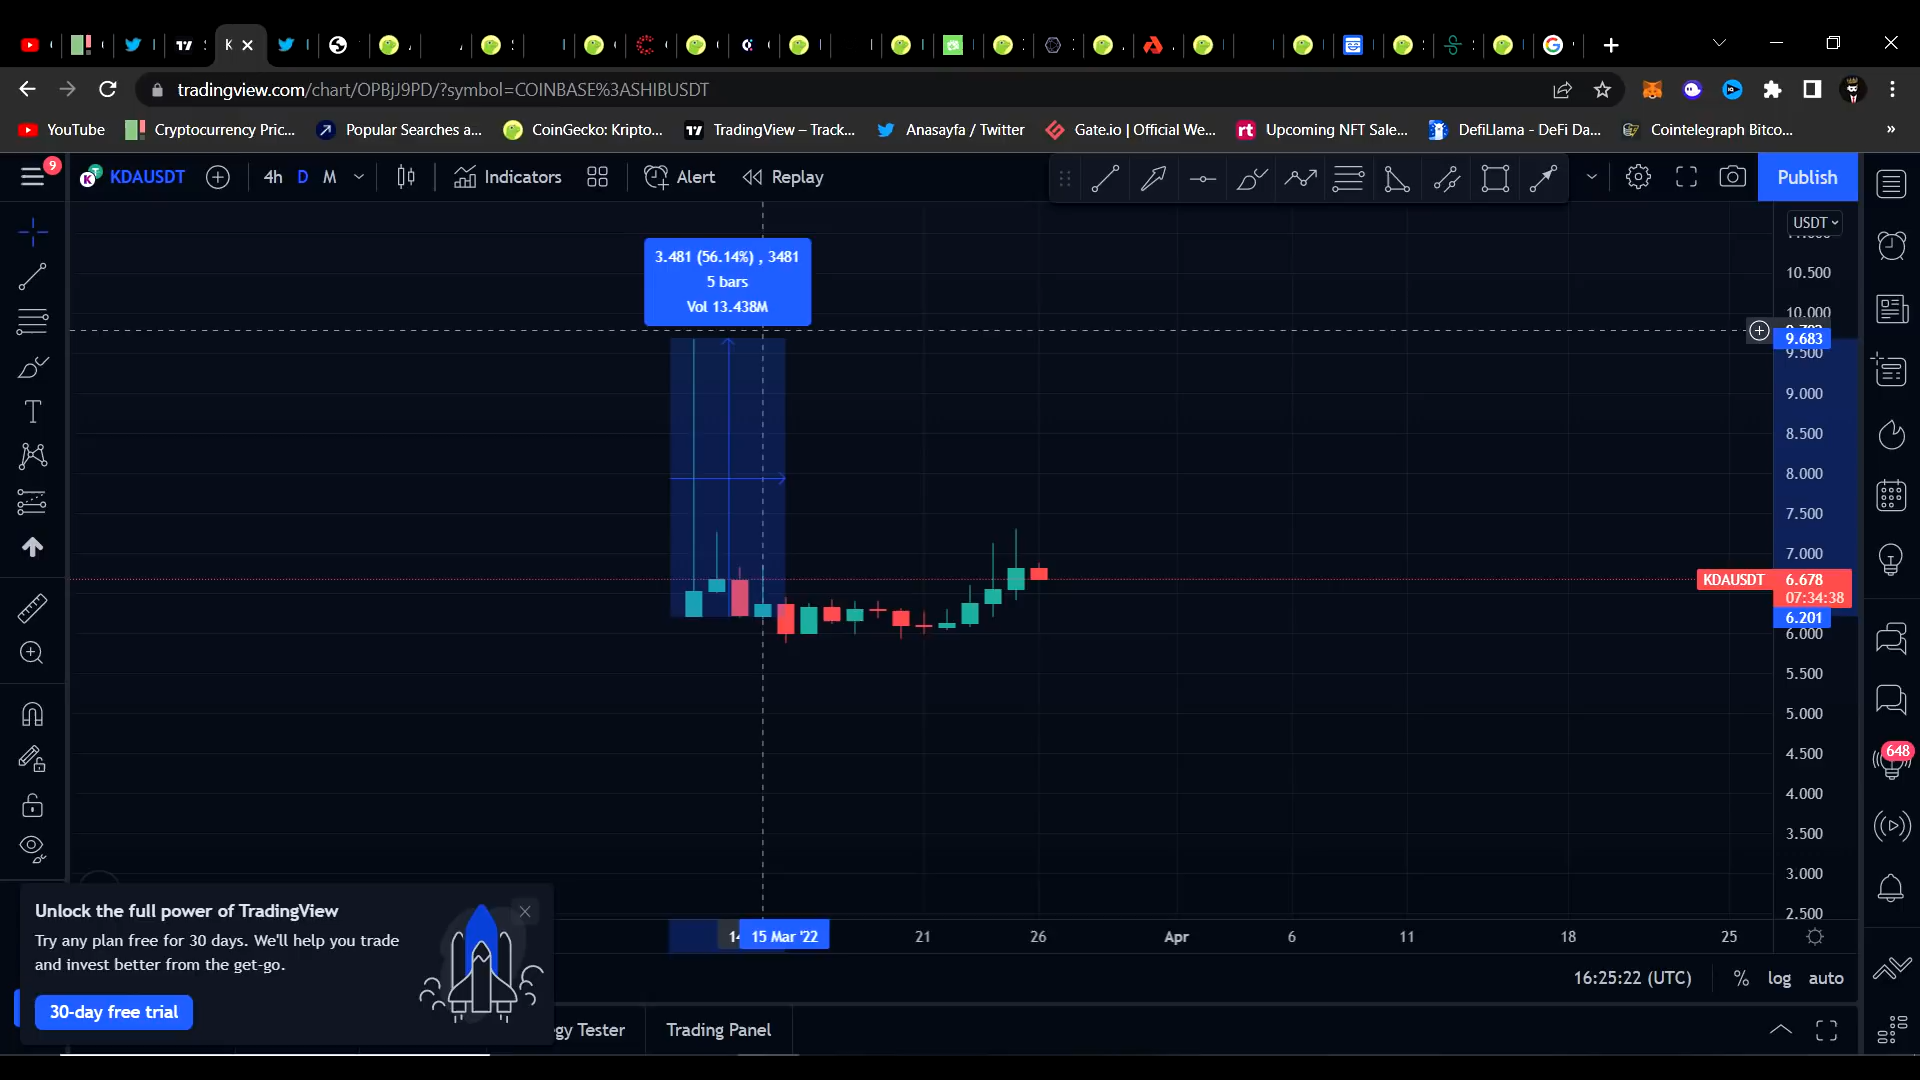 K
tradingview.com/chart/OPBjJ9PD/?symbol=COINBASE%3ASHIBUSDT
YouTube
Cryptocurrency Pric...
Popular Searches a...
CoinGecko: Kripto...
TradingView – Track...
Anasayfa / Twitter
Gate.io | Official We...
Upcoming NFT Sale...
DefiLlama - DeFi Da...
Cointelegraph Bitco...
»
9
KDAUSDT
4h
D
M
Indicators
Alert
Replay
Publish
USDT
3.481 (56.14%) , 3481
5 bars
Vol 13.438M
10.500
10.000
9.683
9.500
9.000
8.500
8.000
7.500
7.000
KDAUSDT 6.678
07:34:38
6.201
6.000
5.500
5.000
4.500
4.000
3.500
3.000
2.500
648
Unlock the full power of TradingView
Try any plan free for 30 days. We'll help you trade
and invest better from the get-go.
30-day free trial
15 Mar '22
21
26
Apr
6
11
18
25
16:25:22 (UTC)
%
log
auto
gy Tester
Trading Panel